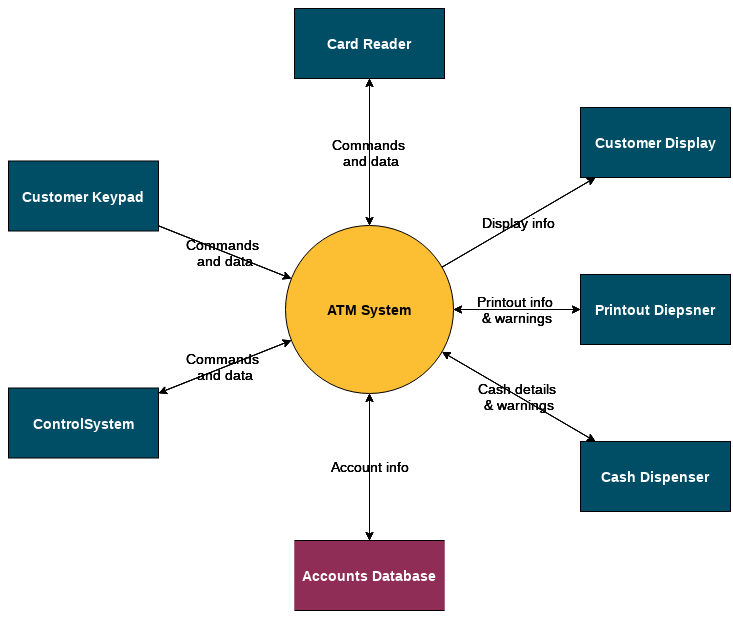 Card Reader
Commands
and data
Customer Display
Customer Keypad
Display info
Commands
and data
ATM System
Printout info
& warnings
Printout Diepsner
Commands
and data
Cash details
& warnings
ControlSystem
Account info
Cash Dispenser
Accounts Database